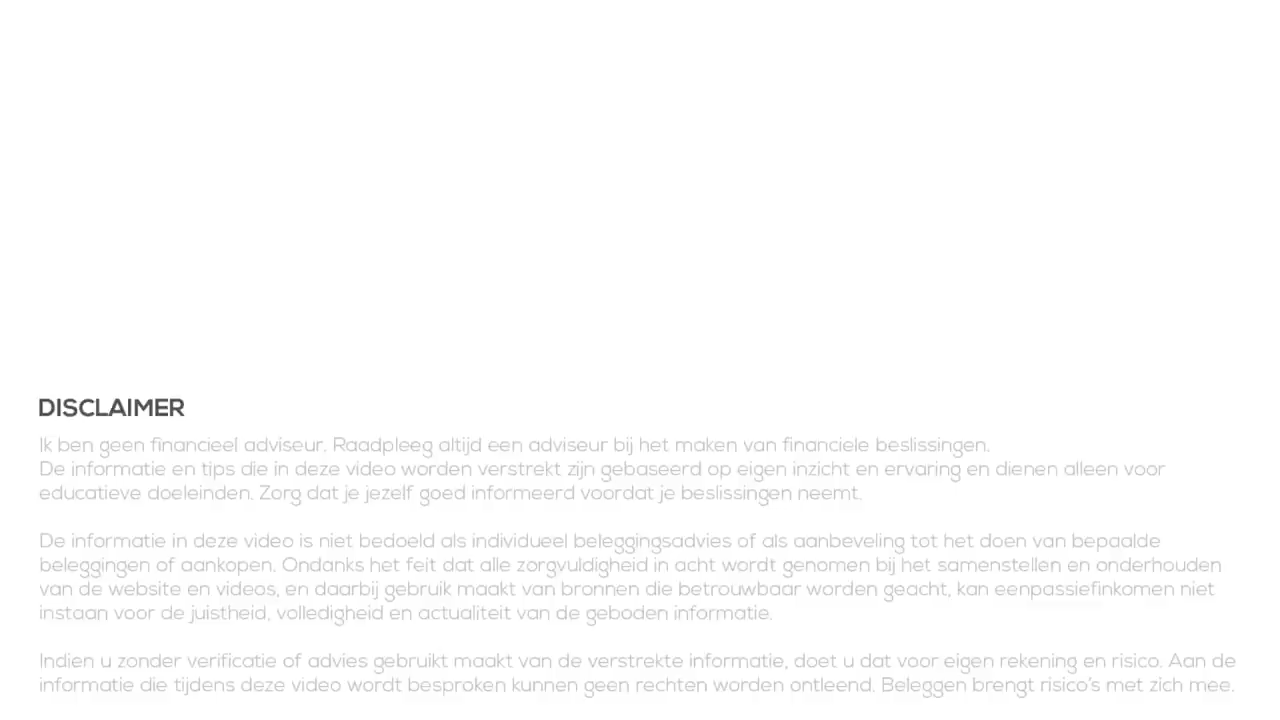 DISCLAIMER
Ik ben geen financieel adviseur. Raadpleeg altijd een adviseur bij het maken van financiele beslissingen.
De informatie en tips die in deze video worden verstrekt zijn gebaseerd op eigen inzicht en ervaring en dienen alleen voor
educatieve doeleinden. Zorg dat je jezelf goed informeerd voordat je beslissingen neemt.
De informatie in deze video is niet bedoeld als individueel beleggingsadvies of als aanbeveling tot het doen van bepaalde
beleggingen of aankopen. Ondanks het feit dat alle zorgvuldigheid in acht wordt genomen bij het samenstellen en onderhouden
van de website en videos, en daarbij gebruik maakt van bronnen die betrouwbaar worden geacht, kan eenpassiefinkomen niet
instaan voor de juistheid, volledigheid en actualiteit van de geboden informatie.
Indien u zonder verificatie of advies gebruikt maakt van de verstrekte informatie, doet u dat voor eigen rekening en risico. Aan de
informatie die tijdens deze video wordt besproken kunnen geen rechten worden ontleend. Beleggen brengt risico's met zich mee.